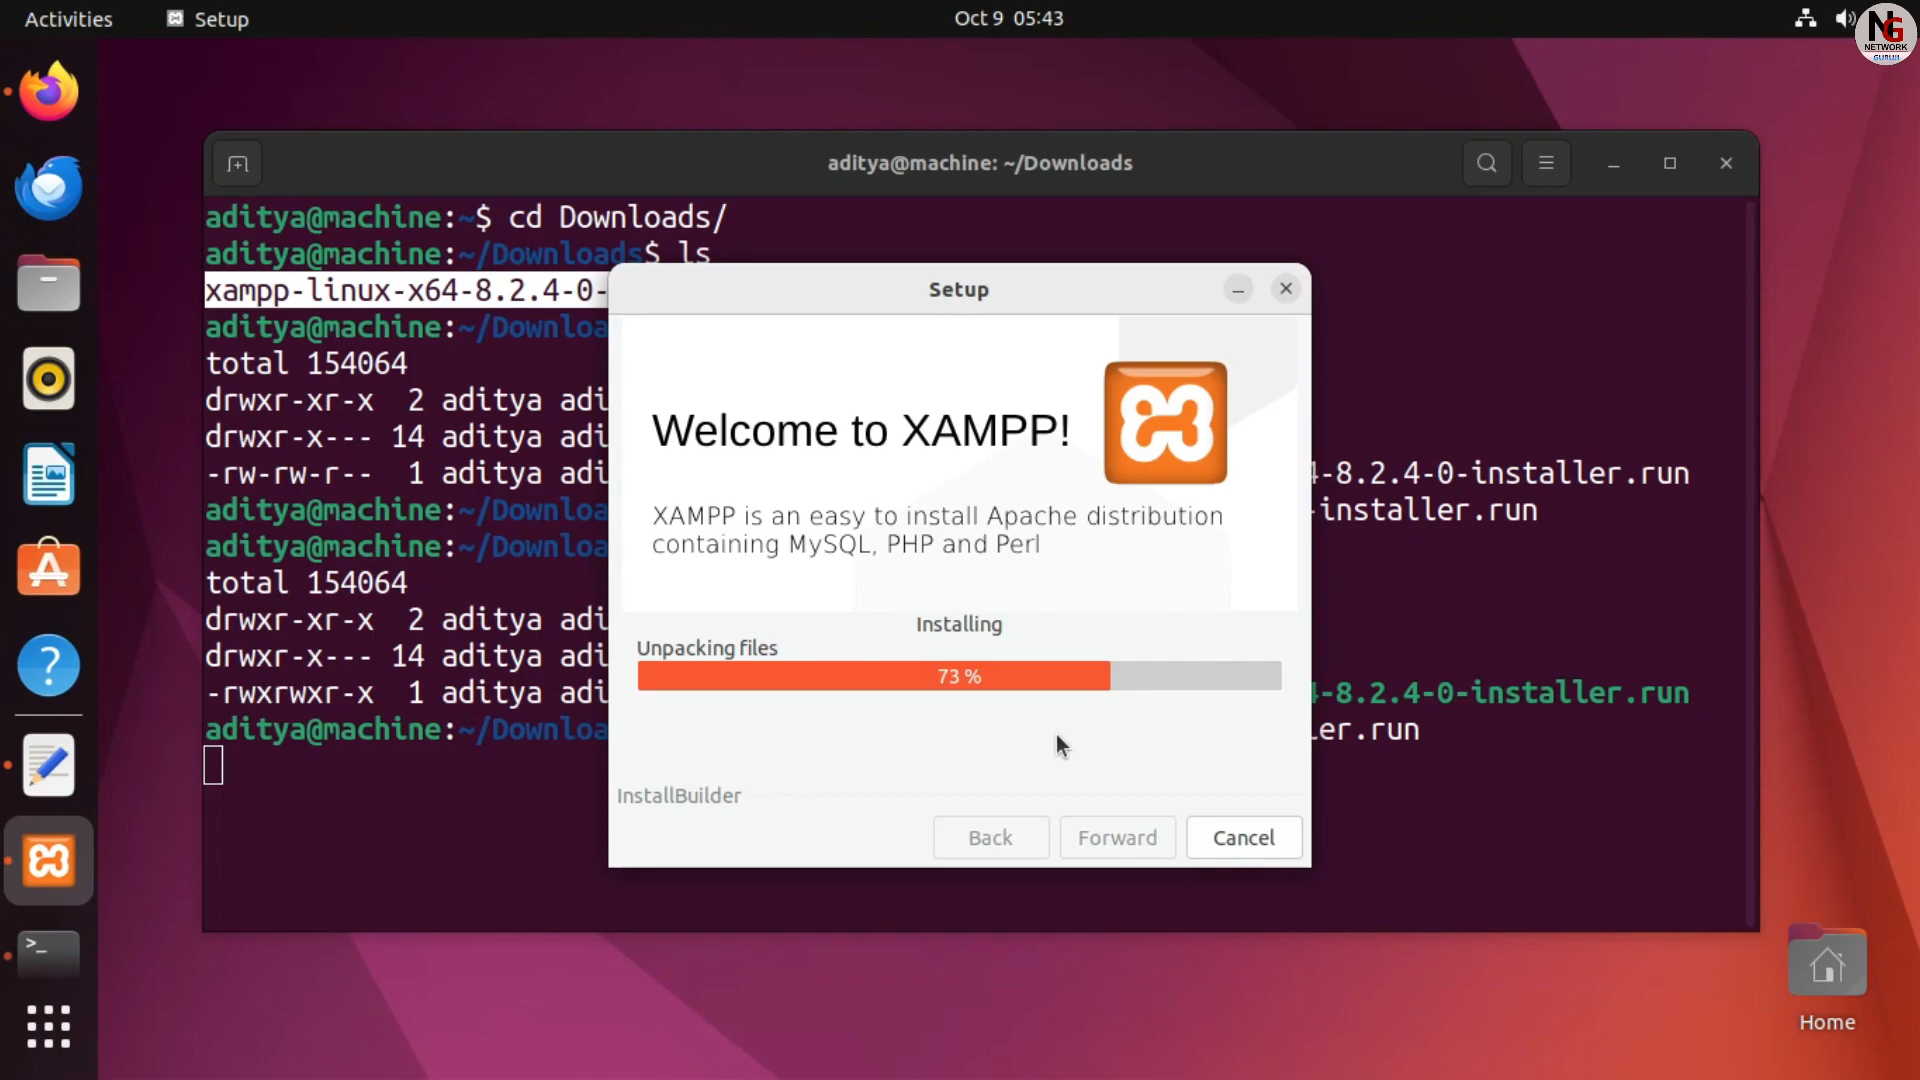 Activities
Setup
Oct 9 05:43
NG
NETWORK
GURUJI
aditya@machine: ~/Downloads
aditya@machine:~$ cd Downloads/
aditya@machine:~/Downloads$ ls
xampp-linux-x64-8.2.4-0-
aditya@machine:~/Downloa
total 154064
drwxr-xr-x 2 aditya adi
drwxr-x--- 14 aditya adi
-rw-rw-r-- 1 aditya adi
-8.2.4-0-installer.run
aditya@machine:~/Downloa
-installer.run
aditya@machine:~/Downloa
total 154064
drwxr-xr-x 2 aditya adi
drwxr-x--- 14 aditya adi
-rwxrwxr-x 1 aditya adi
-8.2.4-0-installer.run
aditya@machine:~/Downloa
ler.run
Setup
Welcome to XAMPP!
XAMPP is an easy to install Apache distribution
containing MySQL, PHP and Perl
Installing
Unpacking files
73 %
InstallBuilder
Back
Forward
Cancel
Home